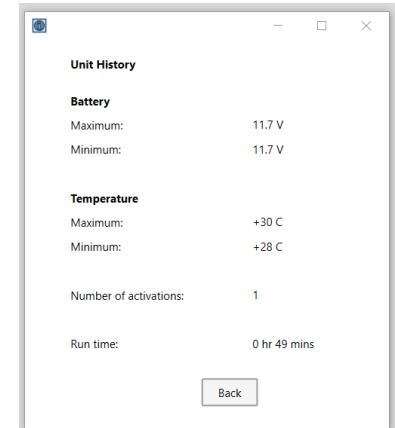 Unit History
Battery
Maximum: 11.7 V
Minimum: 11.7 V
Temperature
Maximum: +30 C
Minimum: +28 C
Number of activations: 1
Run time: 0 hr 49 mins
Back